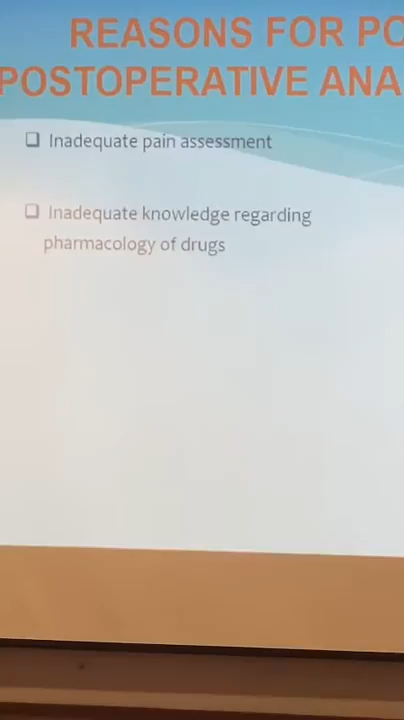 REASONS FOR PO
POSTOPERATIVE ANA
❑ Inadequate pain assessment
❑ Inadequate knowledge regarding
pharmacology of drugs